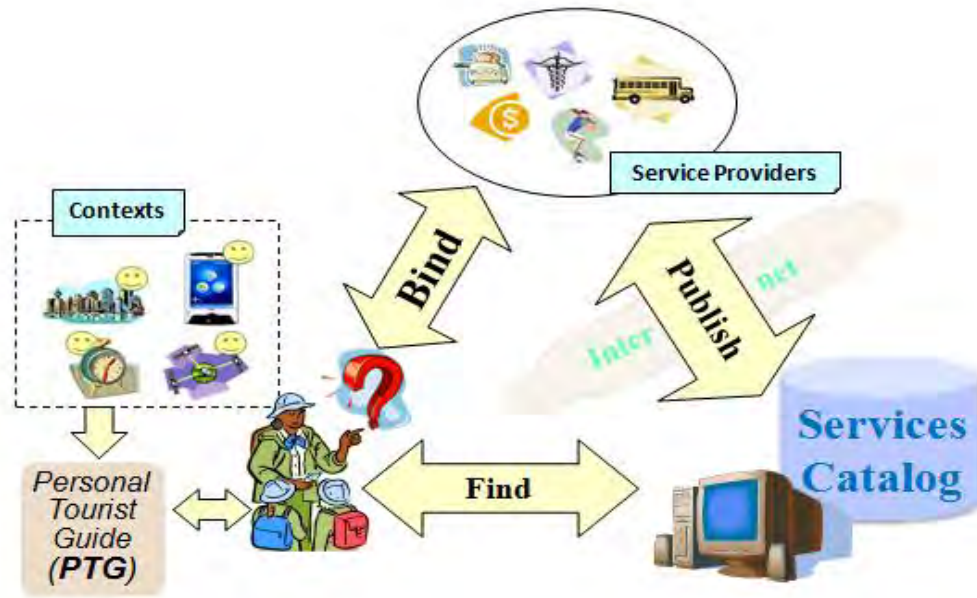 Service Providers
Contexts
Bind
Publish
Inter net
Services
Catalog
Find
Personal
Tourist
Guide
(PTG)
$
?